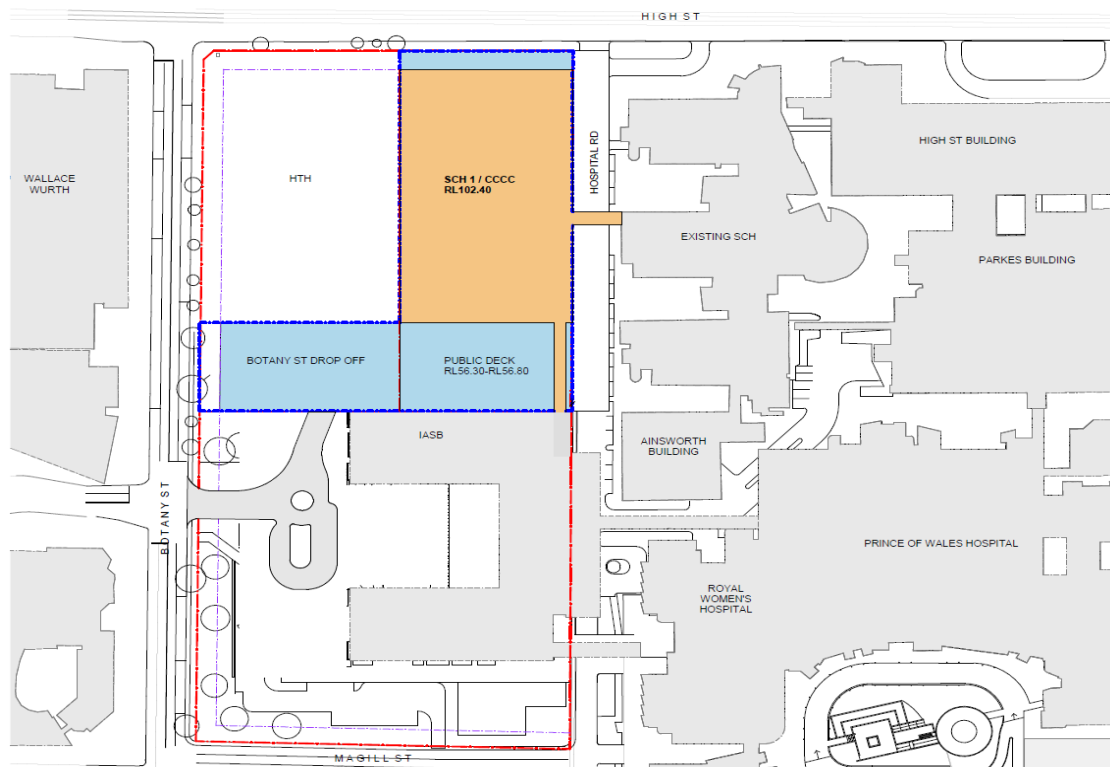 HIGH ST
HIGH ST BUILDING
WALLACE
WURTH
HTH
SCH 1 / CCCC
RL102.40
HOSPITAL RD
EXISTING SCH
PARKES BUILDING
BOTANY ST DROP OFF
PUBLIC DECK
RL56.30-RL56.80
IASB
AINSWORTH
BUILDING
BOTANY ST
PRINCE OF WALES HOSPITAL
ROYAL
WOMEN'S
HOSPITAL
MAGILL ST